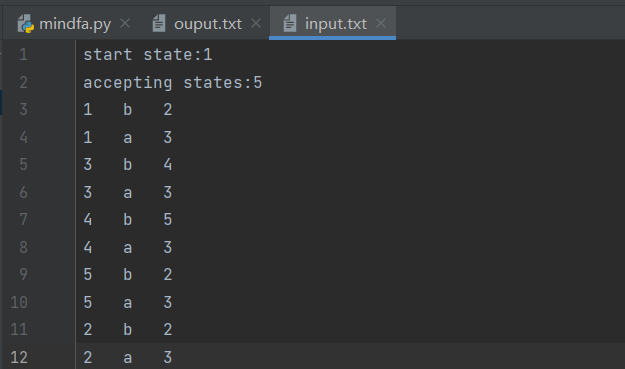 mindfa.py ouput.txt input.txt
1 start state:1
2 accepting states:5
3 1 b 2
4 1 a 3
5 3 b 4
6 3 a 3
7 4 b 5
8 4 a 3
9 5 b 2
10 5 a 3
11 2 b 2
12 2 a 3